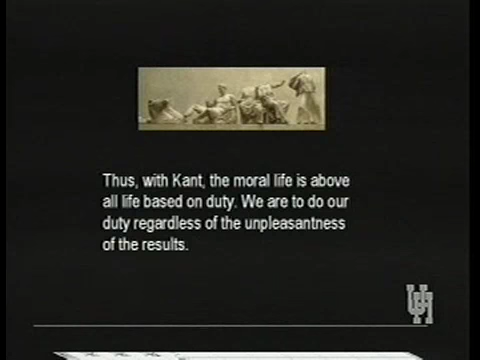 Thus, with Kant, the moral life is above
all life based on duty. We are to do our
duty regardless of the unpleasantness
of the results.
UH